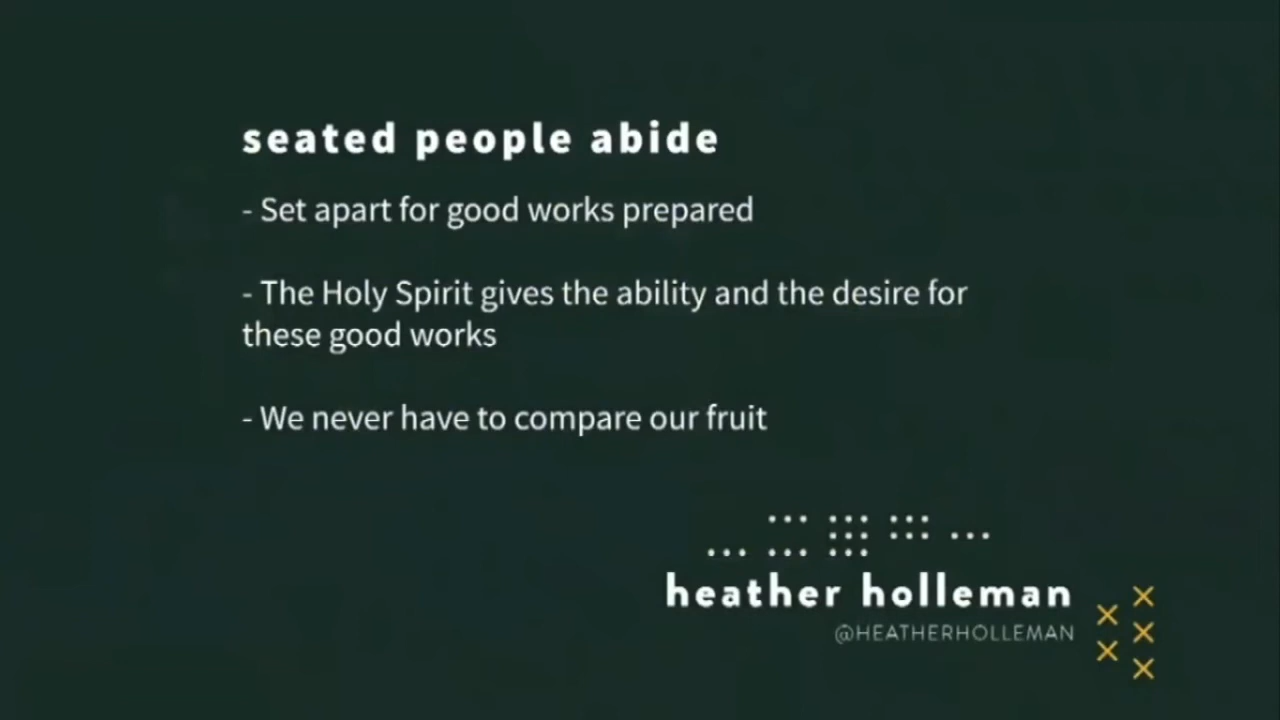 seated people abide
- Set apart for good works prepared
- The Holy Spirit gives the ability and the desire for
these good works
- We never have to compare our fruit
heather holleman
@HEATHERHOLLEMAN